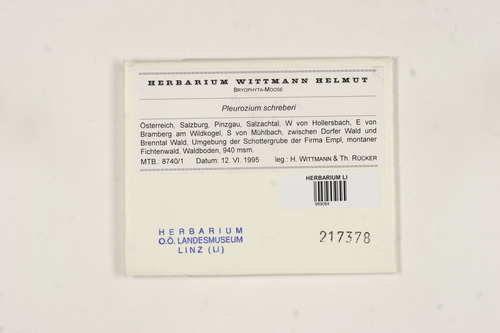 HERBARIUM WITTMANN HELMUT
BRYOPHYTA-MOOSE
Pleurozium schreberi
Österreich, Salzburg, Pinzgau, Salzachtal, W von Hollersbach, E von
Bramberg am Wildkogel, S von Mühlbach, zwischen Dorfer Wald und
Brenntal Wald, Umgebung der Schottergrube der Firma Empl, montaner
Fichtenwald, Waldboden, 940 msm.
MTB.: 8740/1 Datum: 12. VI. 1995 leg.: H. WITTMANN & Th. RÜCKER
HERBARIUM LI
HERBARIUM
O.Ö. LANDESMUSEUM
LINZ (LI)
217378